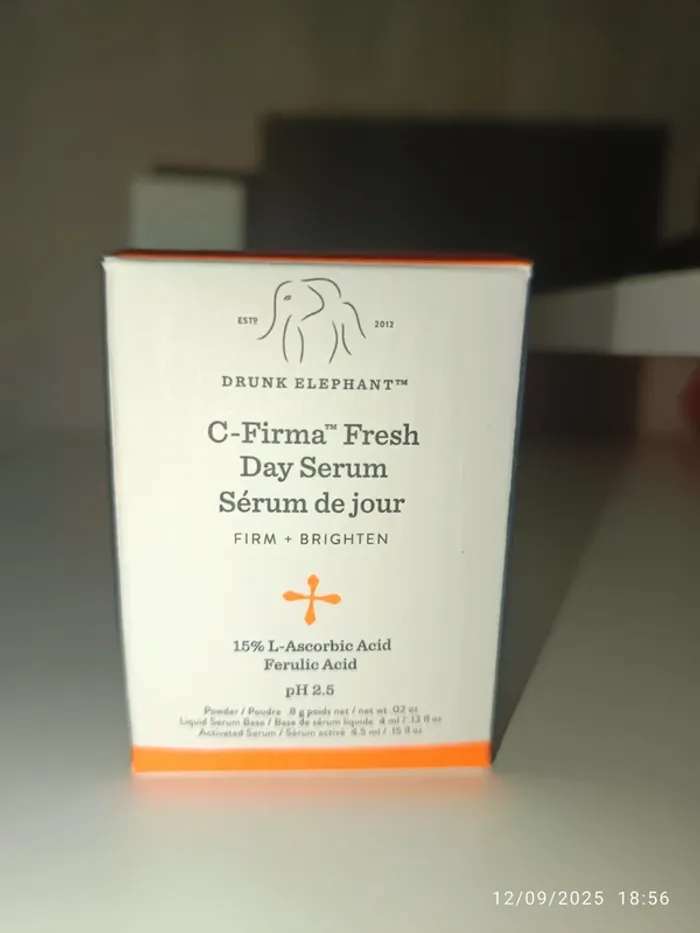 ESTD 2012
DRUNK ELEPHANT™
C-Firma™ Fresh
Day Serum
Sérum de jour
FIRM + BRIGHTEN
15% L-Ascorbic Acid
Ferulic Acid
pH 2.5
Powder / Poudre .8 g poids net / net wt .02 oz
Liquid Serum Base / Base de sérum liquide 4 ml / .13 fl oz
Activated Serum / Sérum activé 4.5 ml / .15 fl oz
12/09/2025 18:56